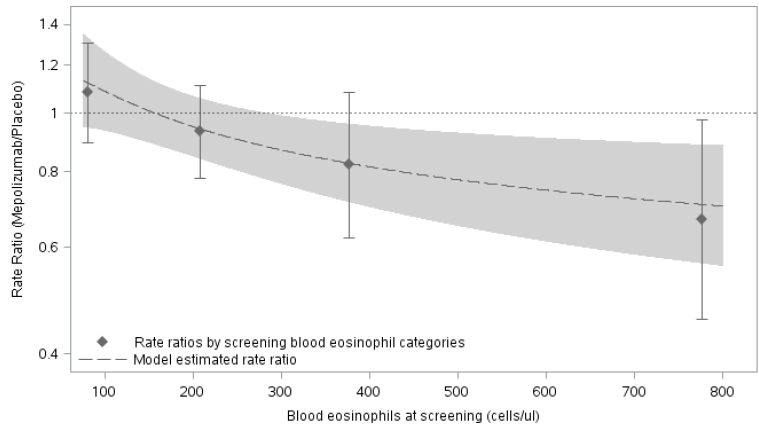 1.4
1.2
1
0.8
0.6
0.4
Rate Ratio (Mepolizumab/Placebo)
Rate ratios by screening blood eosinophil categories
Model estimated rate ratio
100 200 300 400 500 600 700 800
Blood eosinophils at screening (cells/ul)